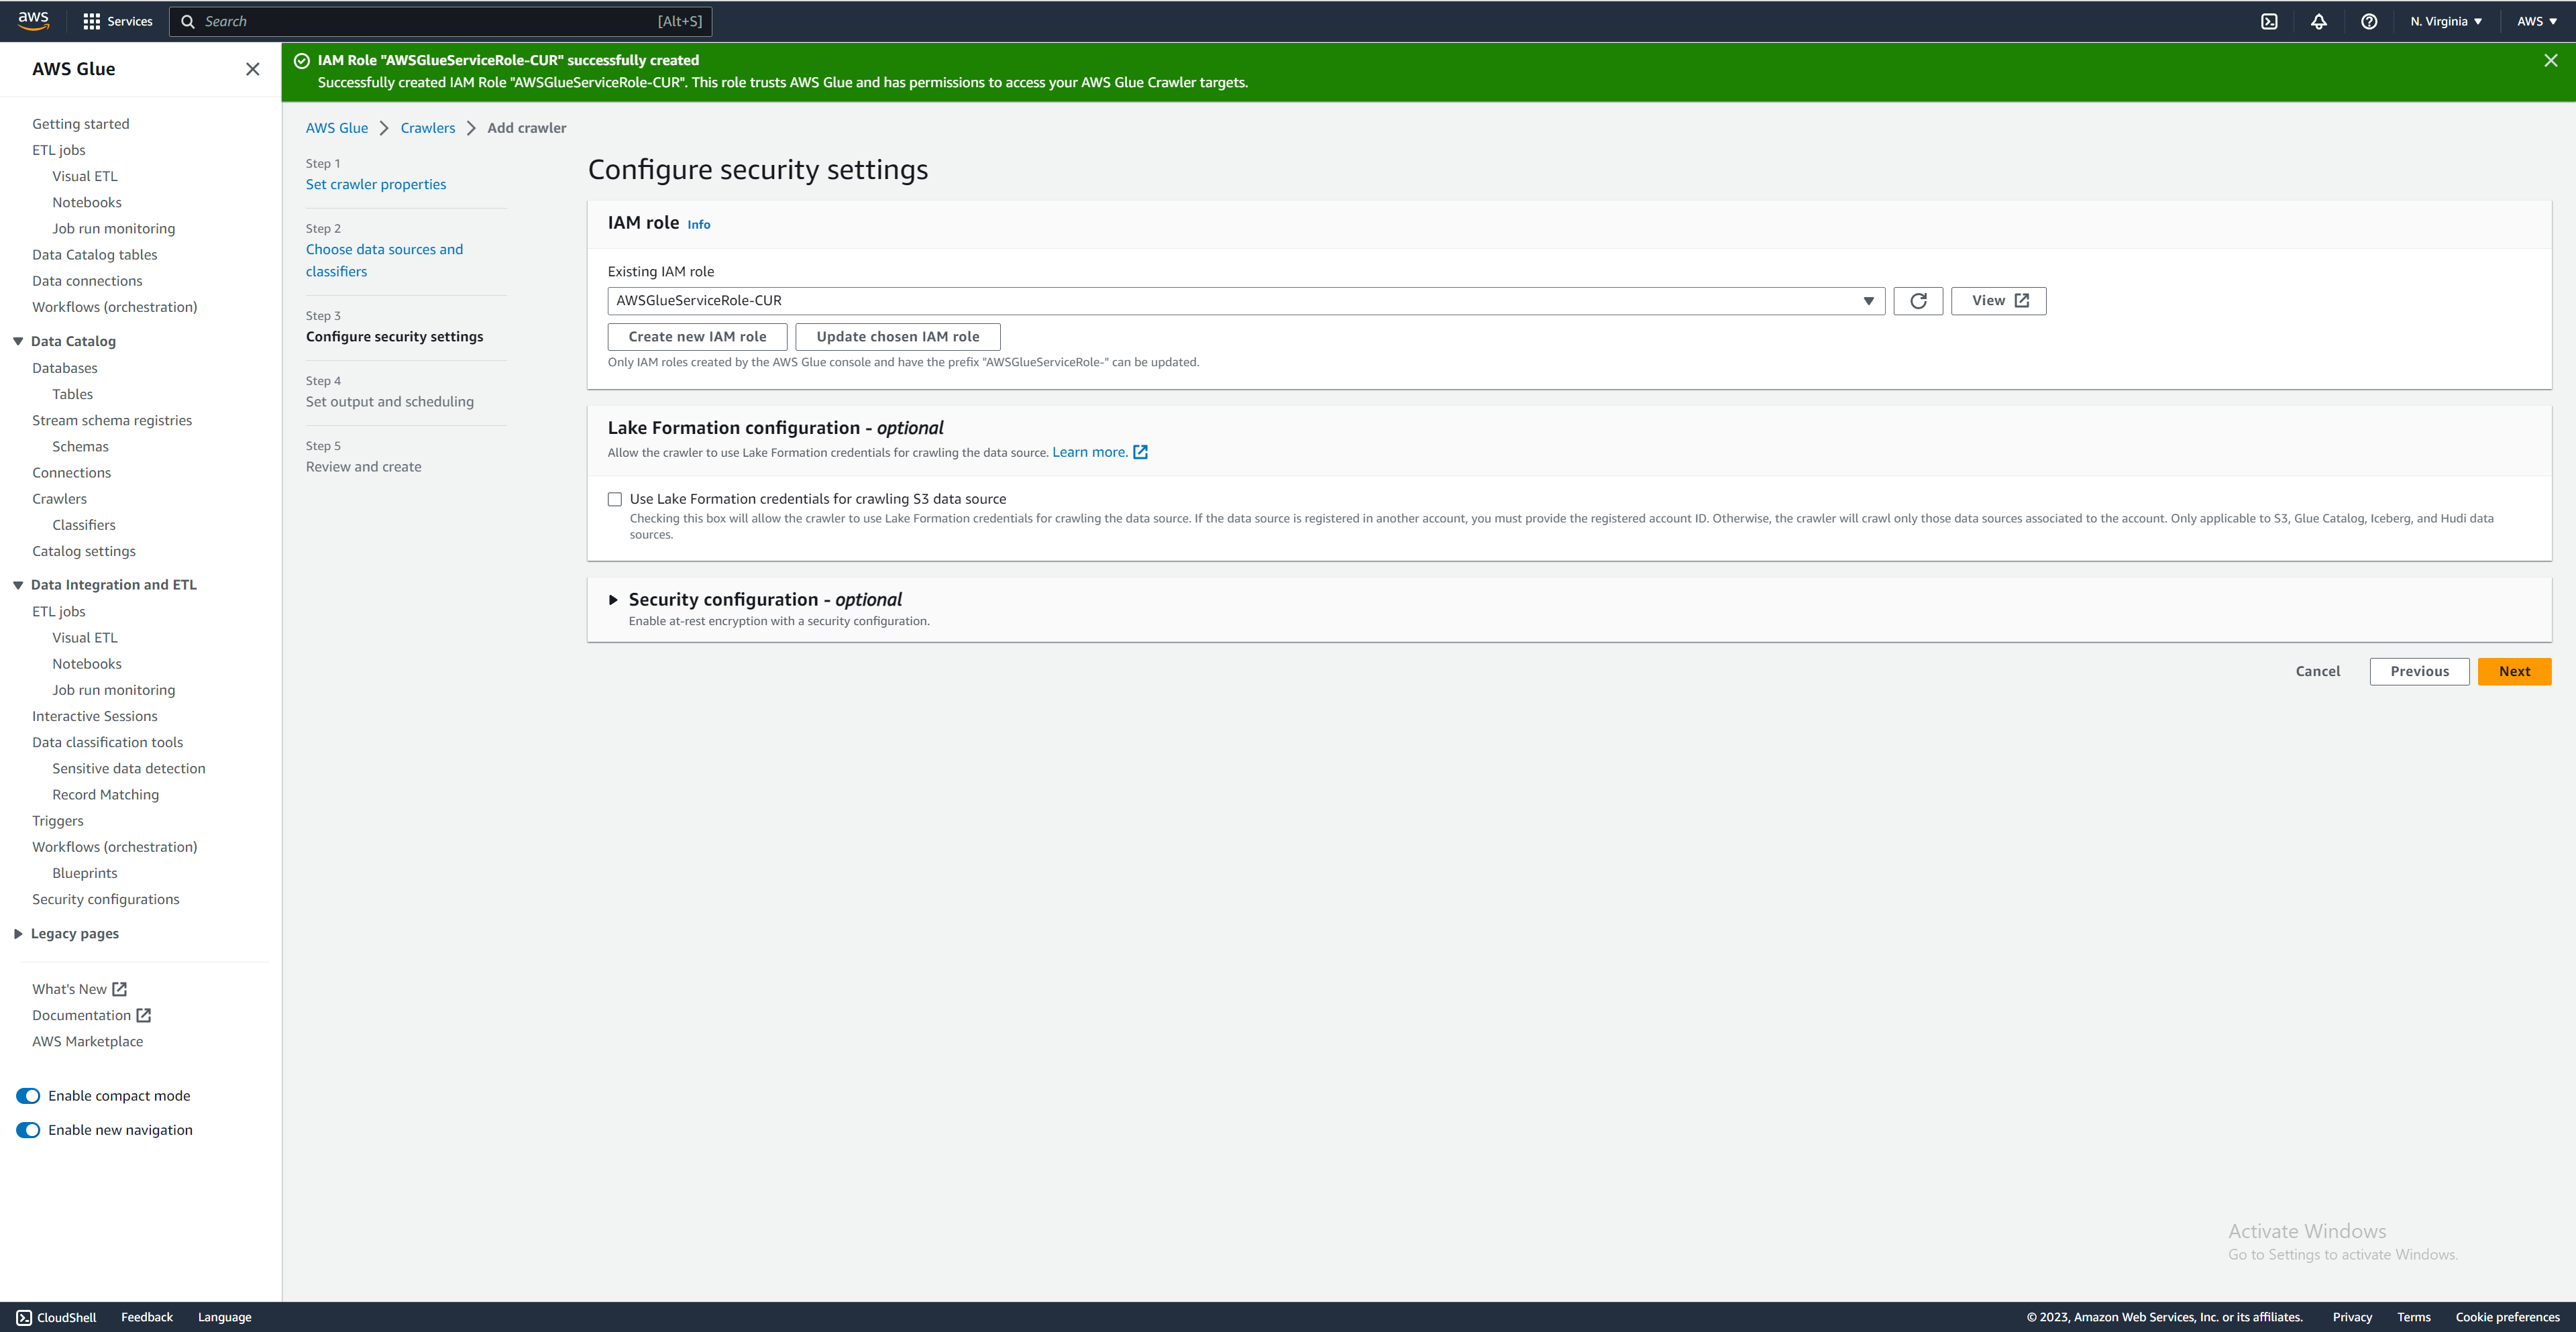 aws
Services
Search [Alt+S]
N. Virginia
AWS
AWS Glue
Getting started
ETL jobs
Visual ETL
Notebooks
Job run monitoring
Data Catalog tables
Data connections
Workflows (orchestration)
Data Catalog
Databases
Tables
Stream schema registries
Schemas
Connections
Crawlers
Classifiers
Catalog settings
Data Integration and ETL
ETL jobs
Visual ETL
Notebooks
Job run monitoring
Interactive Sessions
Data classification tools
Sensitive data detection
Record Matching
Triggers
Workflows (orchestration)
Blueprints
Security configurations
Legacy pages
What's New
Documentation
AWS Marketplace
Enable compact mode
Enable new navigation
IAM Role "AWSGlueServiceRole-CUR" successfully created
Successfully created IAM Role "AWSGlueServiceRole-CUR". This role trusts AWS Glue and has permissions to access your AWS Glue Crawler targets.
AWS Glue
Crawlers
Add crawler
Step 1
Set crawler properties
Step 2
Choose data sources and
classifiers
Step 3
Configure security settings
Step 4
Set output and scheduling
Step 5
Review and create
Configure security settings
IAM role Info
Existing IAM role
AWSGlueServiceRole-CUR
View
Create new IAM role
Update chosen IAM role
Only IAM roles created by the AWS Glue console and have the prefix "AWSGlueServiceRole-" can be updated.
Lake Formation configuration - optional
Allow the crawler to use Lake Formation credentials for crawling the data source. Learn more.
Use Lake Formation credentials for crawling S3 data source
Checking this box will allow the crawler to use Lake Formation credentials for crawling the data source. If the data source is registered in another account, you must provide the registered account ID. Otherwise, the crawler will crawl only those data sources associated to the account. Only applicable to S3, Glue Catalog, Iceberg, and Hudi data
sources.
Security configuration - optional
Enable at-rest encryption with a security configuration.
Cancel
Previous
Next
Activate Windows
Go to Settings to activate Windows.
CloudShell
Feedback
Language
© 2023, Amazon Web Services, Inc. or its affiliates.
Privacy
Terms
Cookie preferences